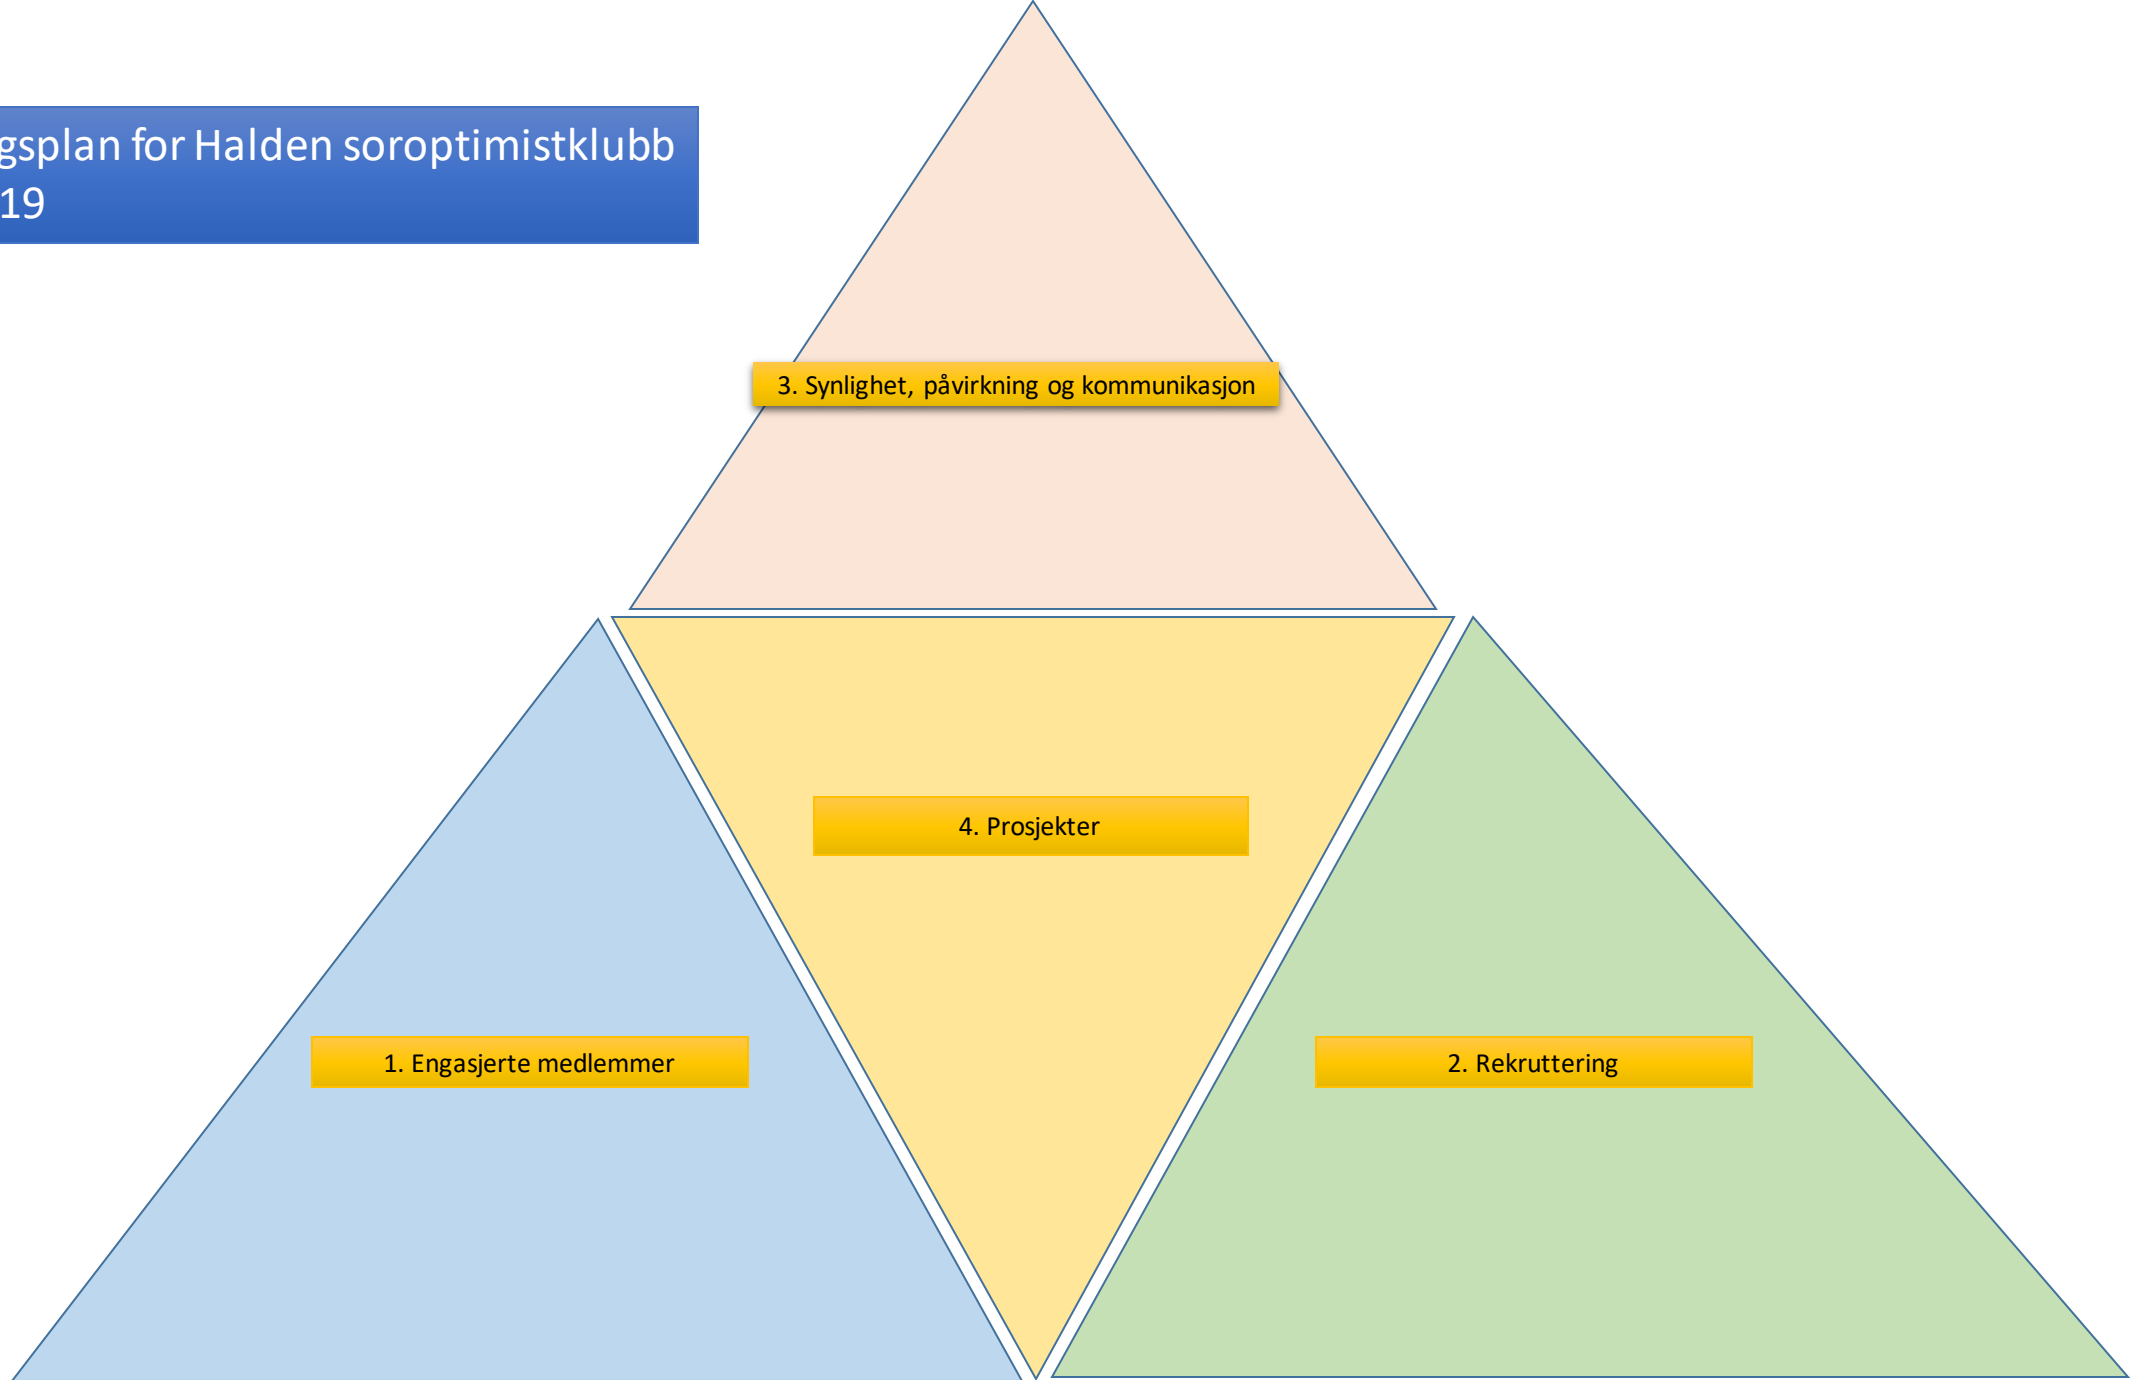 gsplan for Halden soroptimistklubb
19
3. Synlighet, påvirkning og kommunikasjon
4. Prosjekter
1. Engasjerte medlemmer
2. Rekruttering